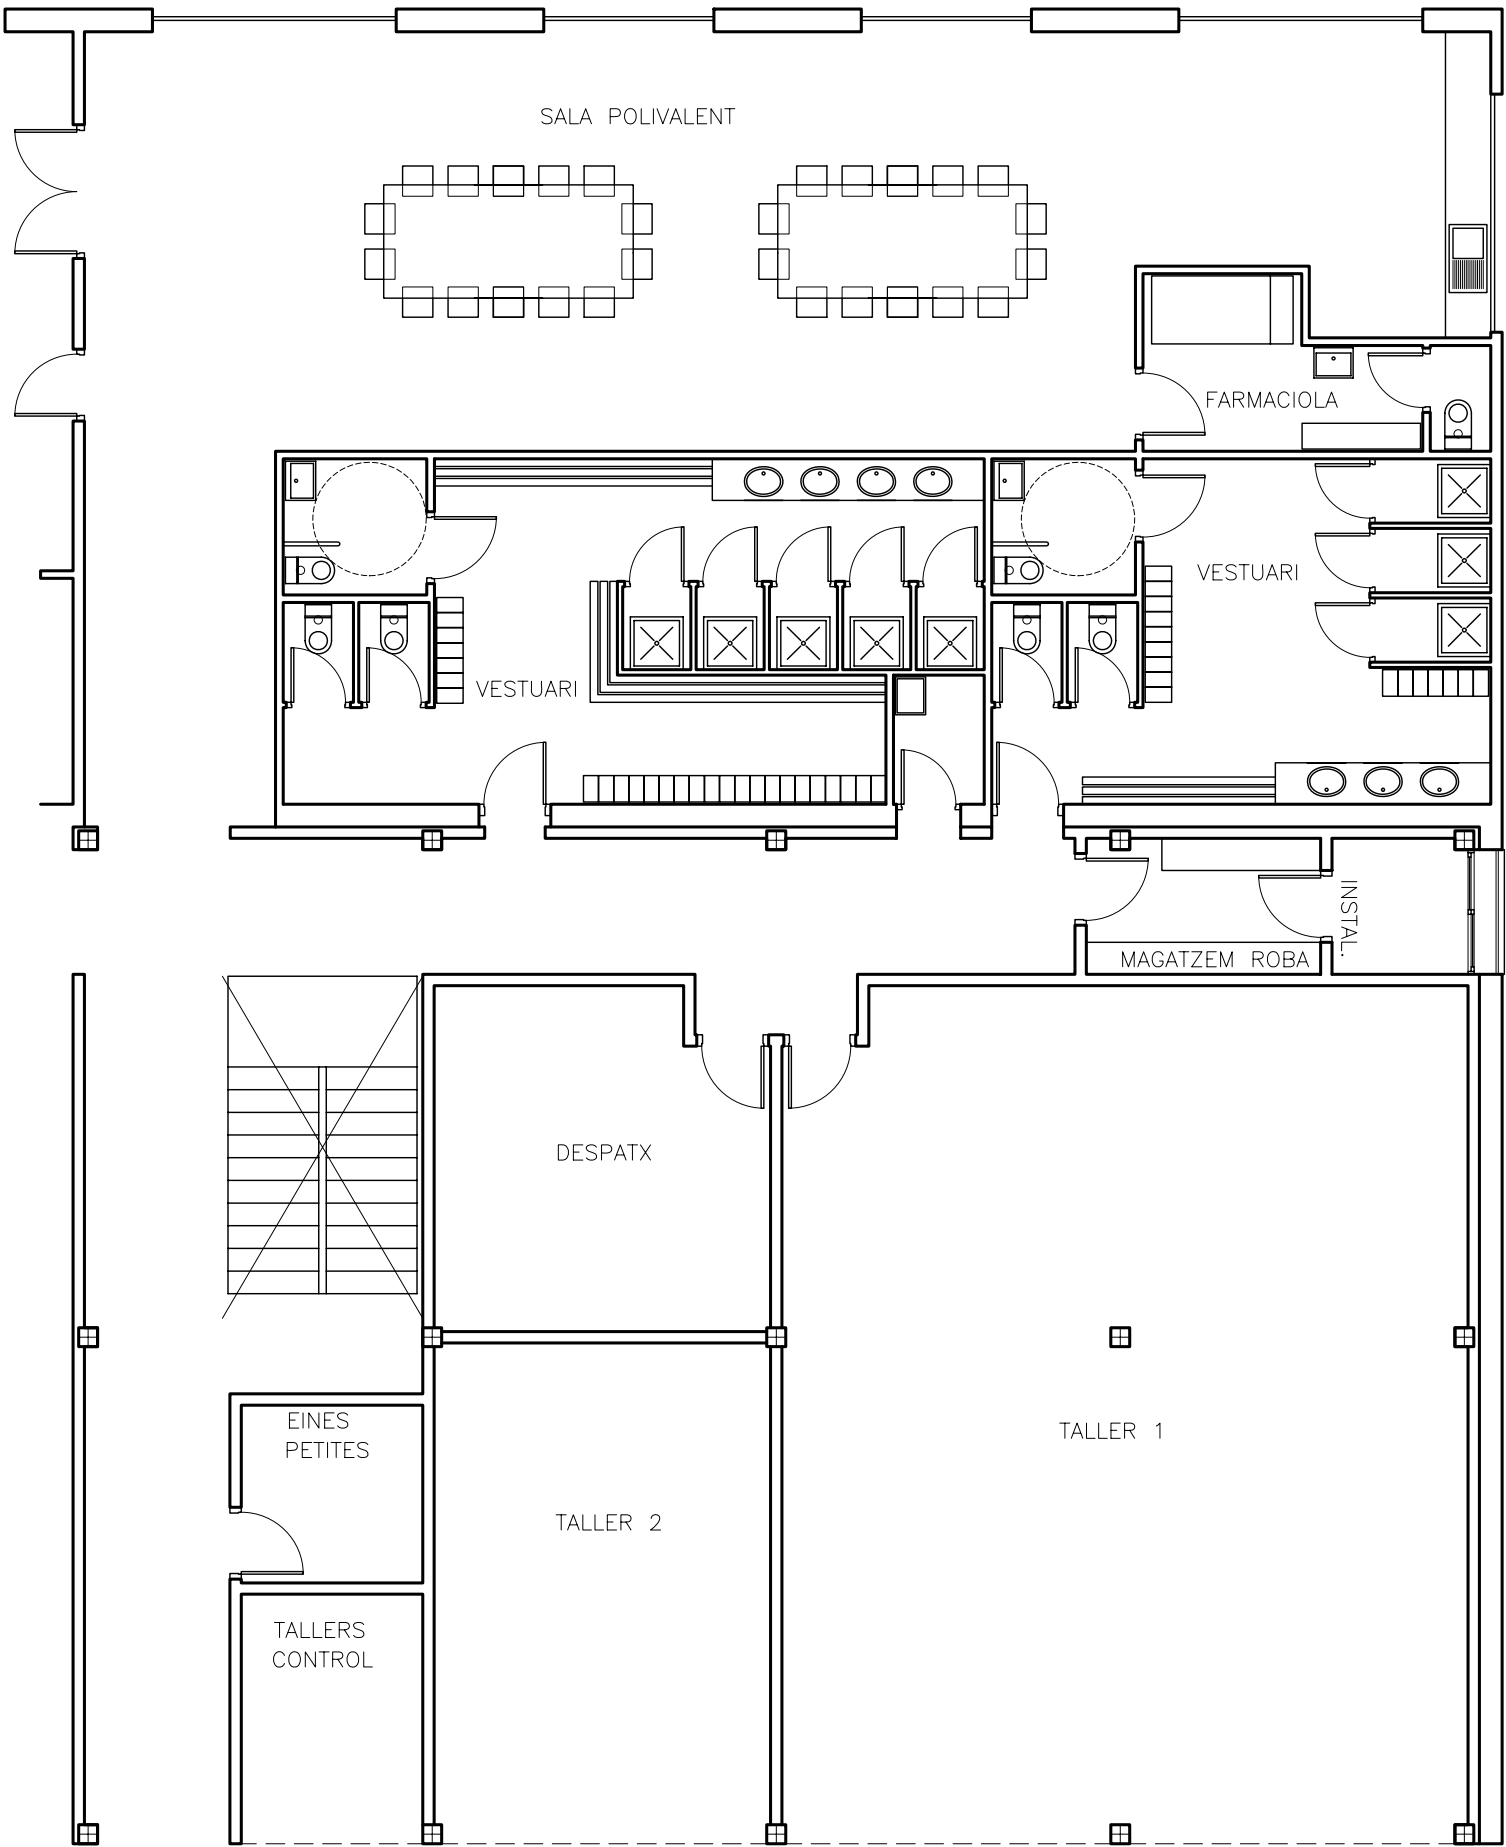 SALA POLIVALENT
FARMACIOLA
VESTUARI
VESTUARI
INSTAL.
MAGATZEM ROBA
DESPATX
EINES
PETITES
TALLER 1
TALLER 2
TALLERS
CONTROL